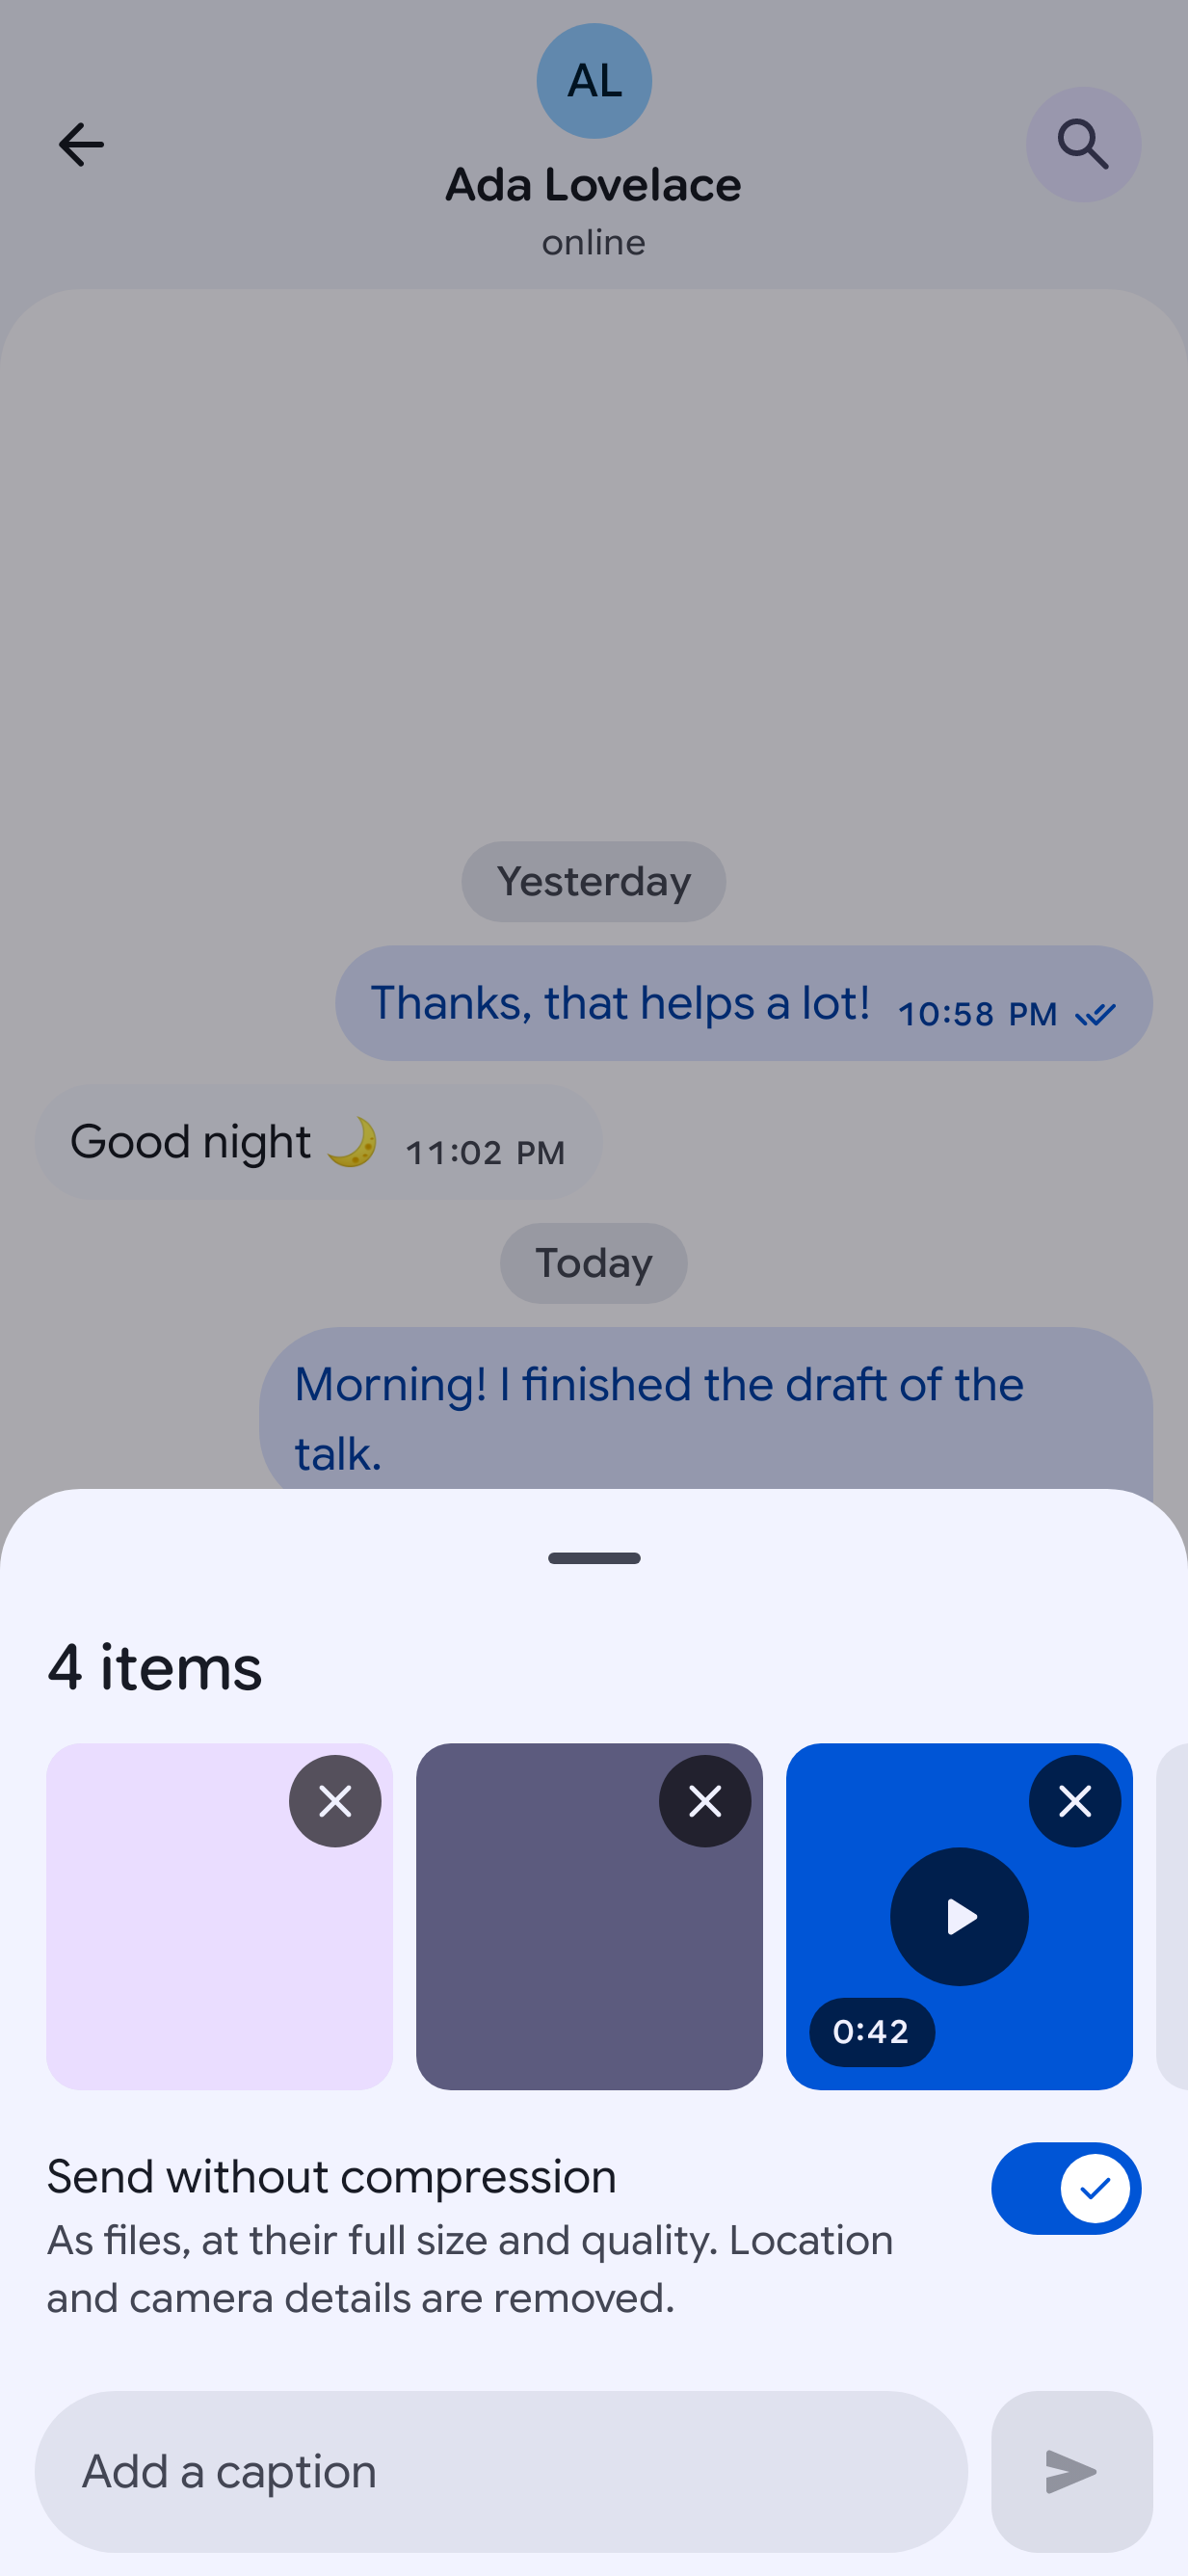 AL
Ada Lovelace
online
Yesterday
Thanks, that helps a lot! 10:58 PM
Good night 🌙 11:02 PM
Today
Morning! I finished the draft of the
talk.
4 items
0:42
Send without compression
As files, at their full size and quality. Location
and camera details are removed.
Add a caption